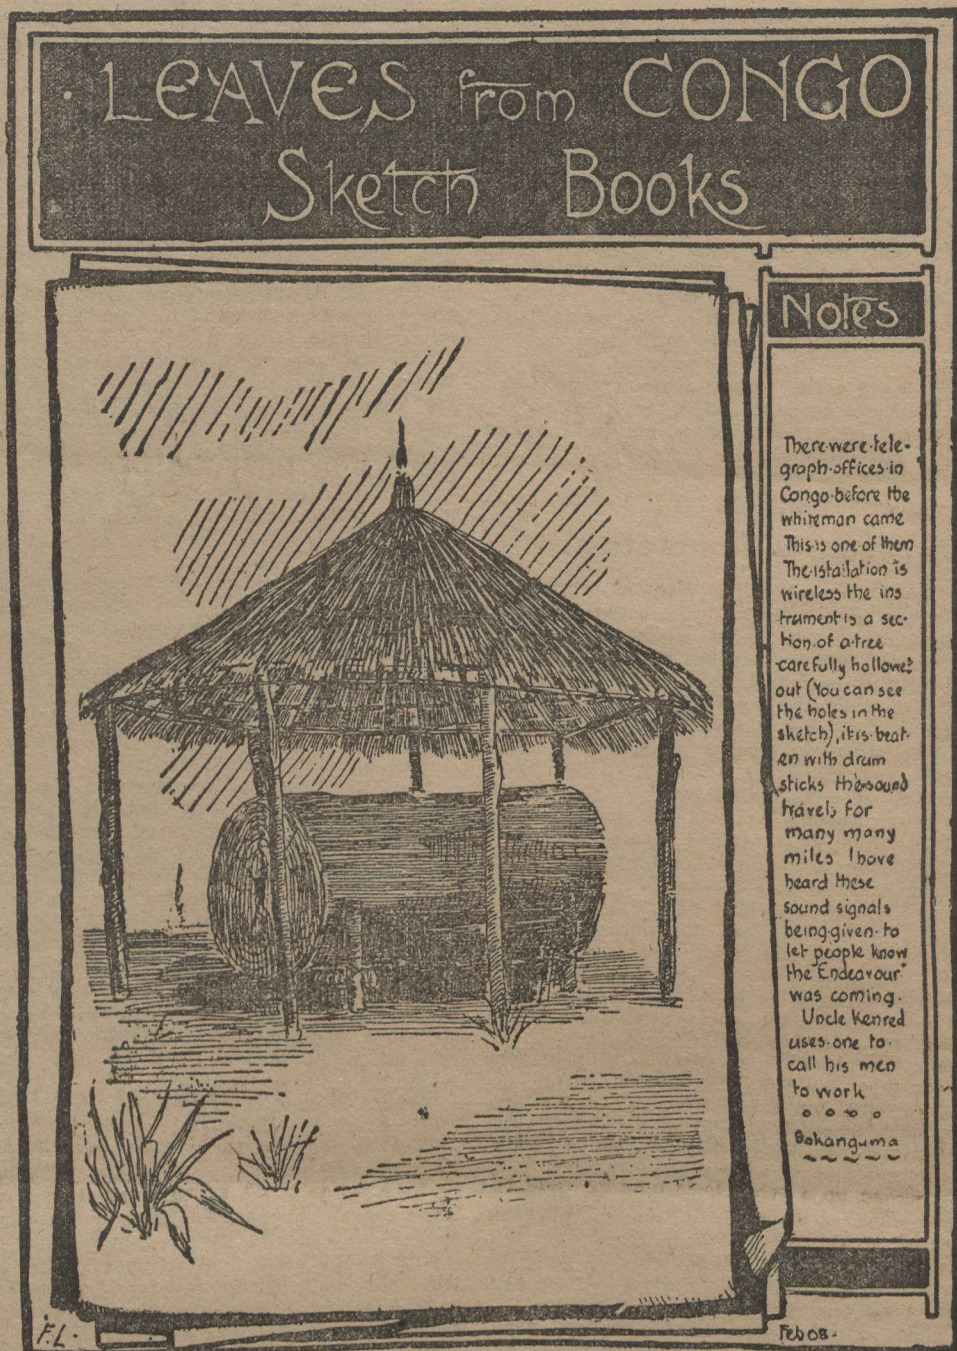 LEAVES from CONGO
Sketch Books
Notes
There were tele-
graph offices in
Congo before the
whiteman came
This is one of them
The istallation is
wireless the ins
trument is a sec-
tion of a tree
carefully hollowed
out (You can see
the holes in the
sketch), it is beat-
en with drum
sticks the sound
travels for
many many
miles I have
heard these
sound signals
being given to
let people know
the "Endeavour"
was coming.
Uncle Kenred
uses one to
call his men
to work
Bokanguma
F.L.
Feb 08.